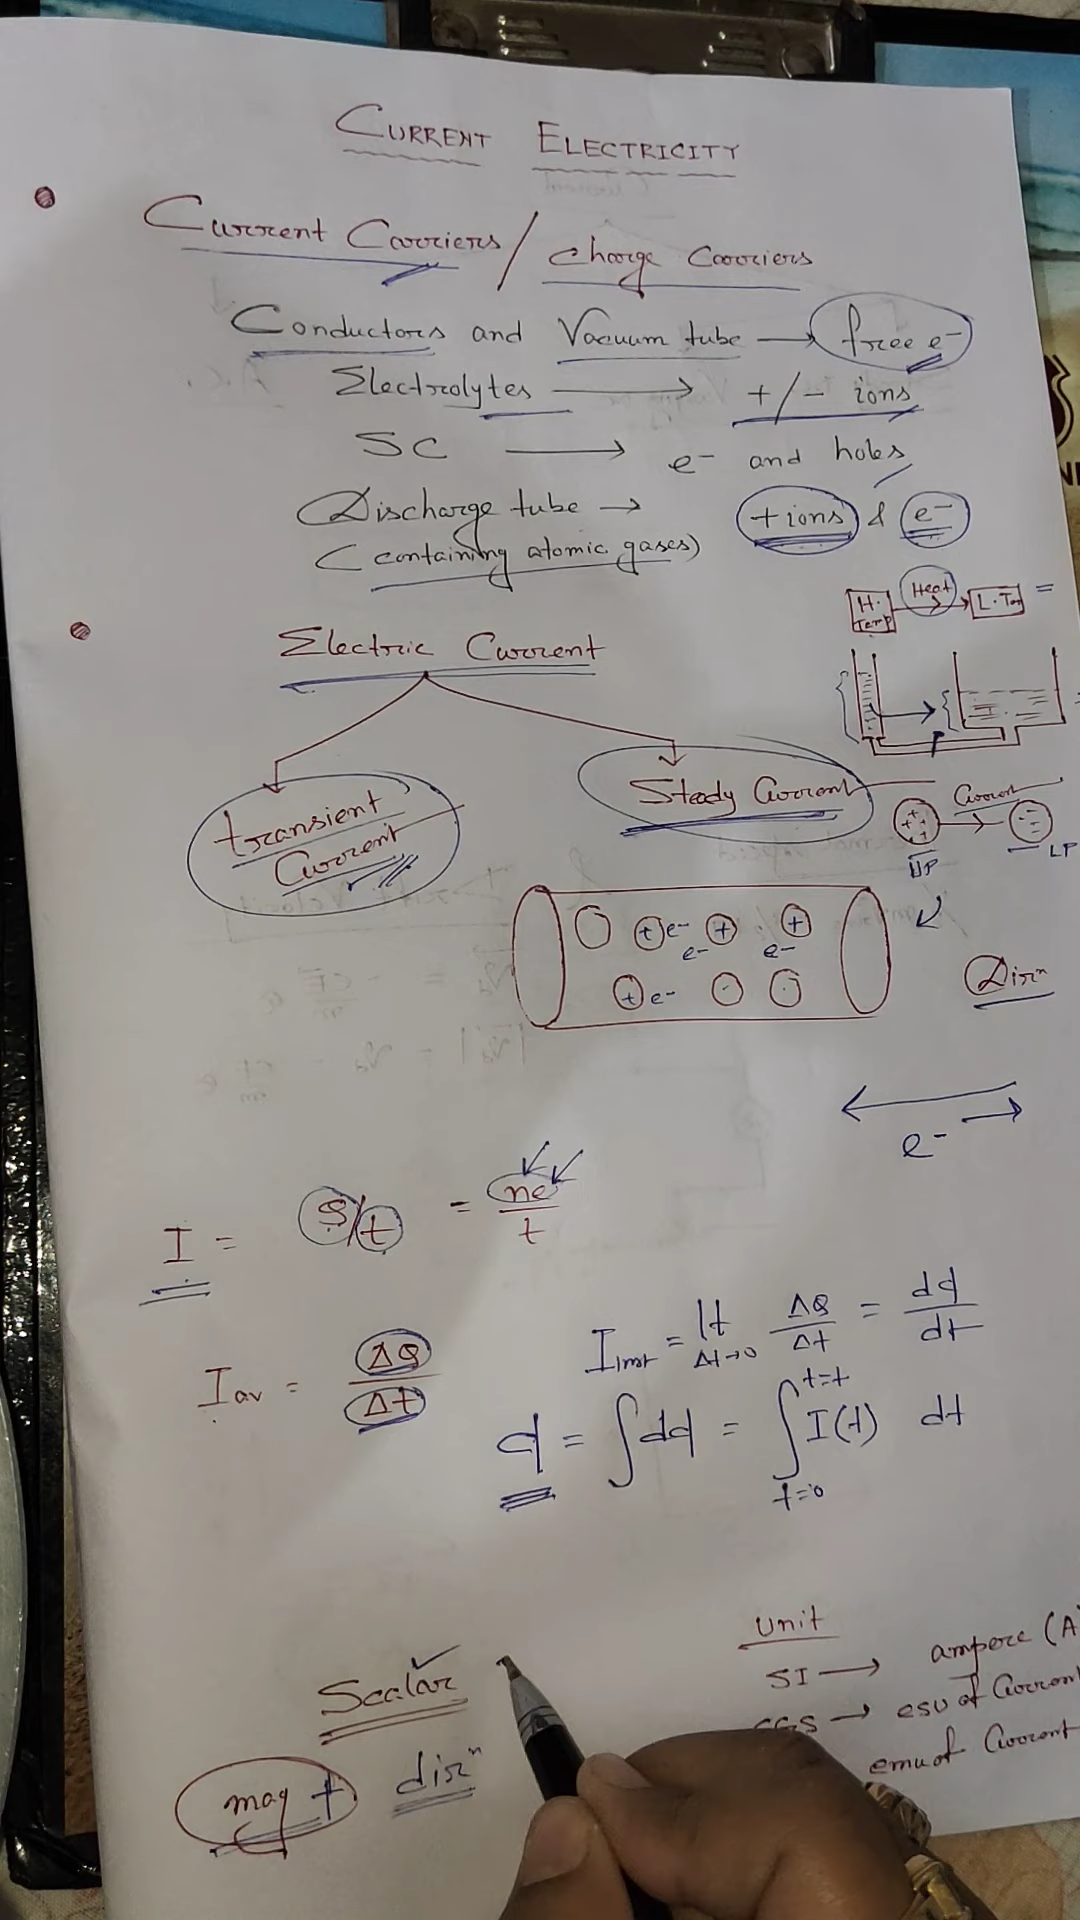 CURRENT ELECTRICITY
Current Carriers / Charge Carriers
Conductors and Vacuum tube → free e-
Electrolytes → +/- ions
SC → e- and holes
Discharge tube → + ions & e-
(containing atomic gases)
H. Temp Heat L. Tem =
Electric Current
transient Current
Steady Current
Current
HP
LP
+ e- + +
e- e-
+ e-
Dirⁿ
e-
I = Q/t = ne/t
I av = ΔQ/Δt
I inst = lt Δt→0 ΔQ/Δt = dq/dt
q = ∫dq = ∫ t=0 t=t I(t) dt
Unit
SI → ampere (A)
CGS → esu of Current
emu of Current
Scalar
mag + dirⁿ